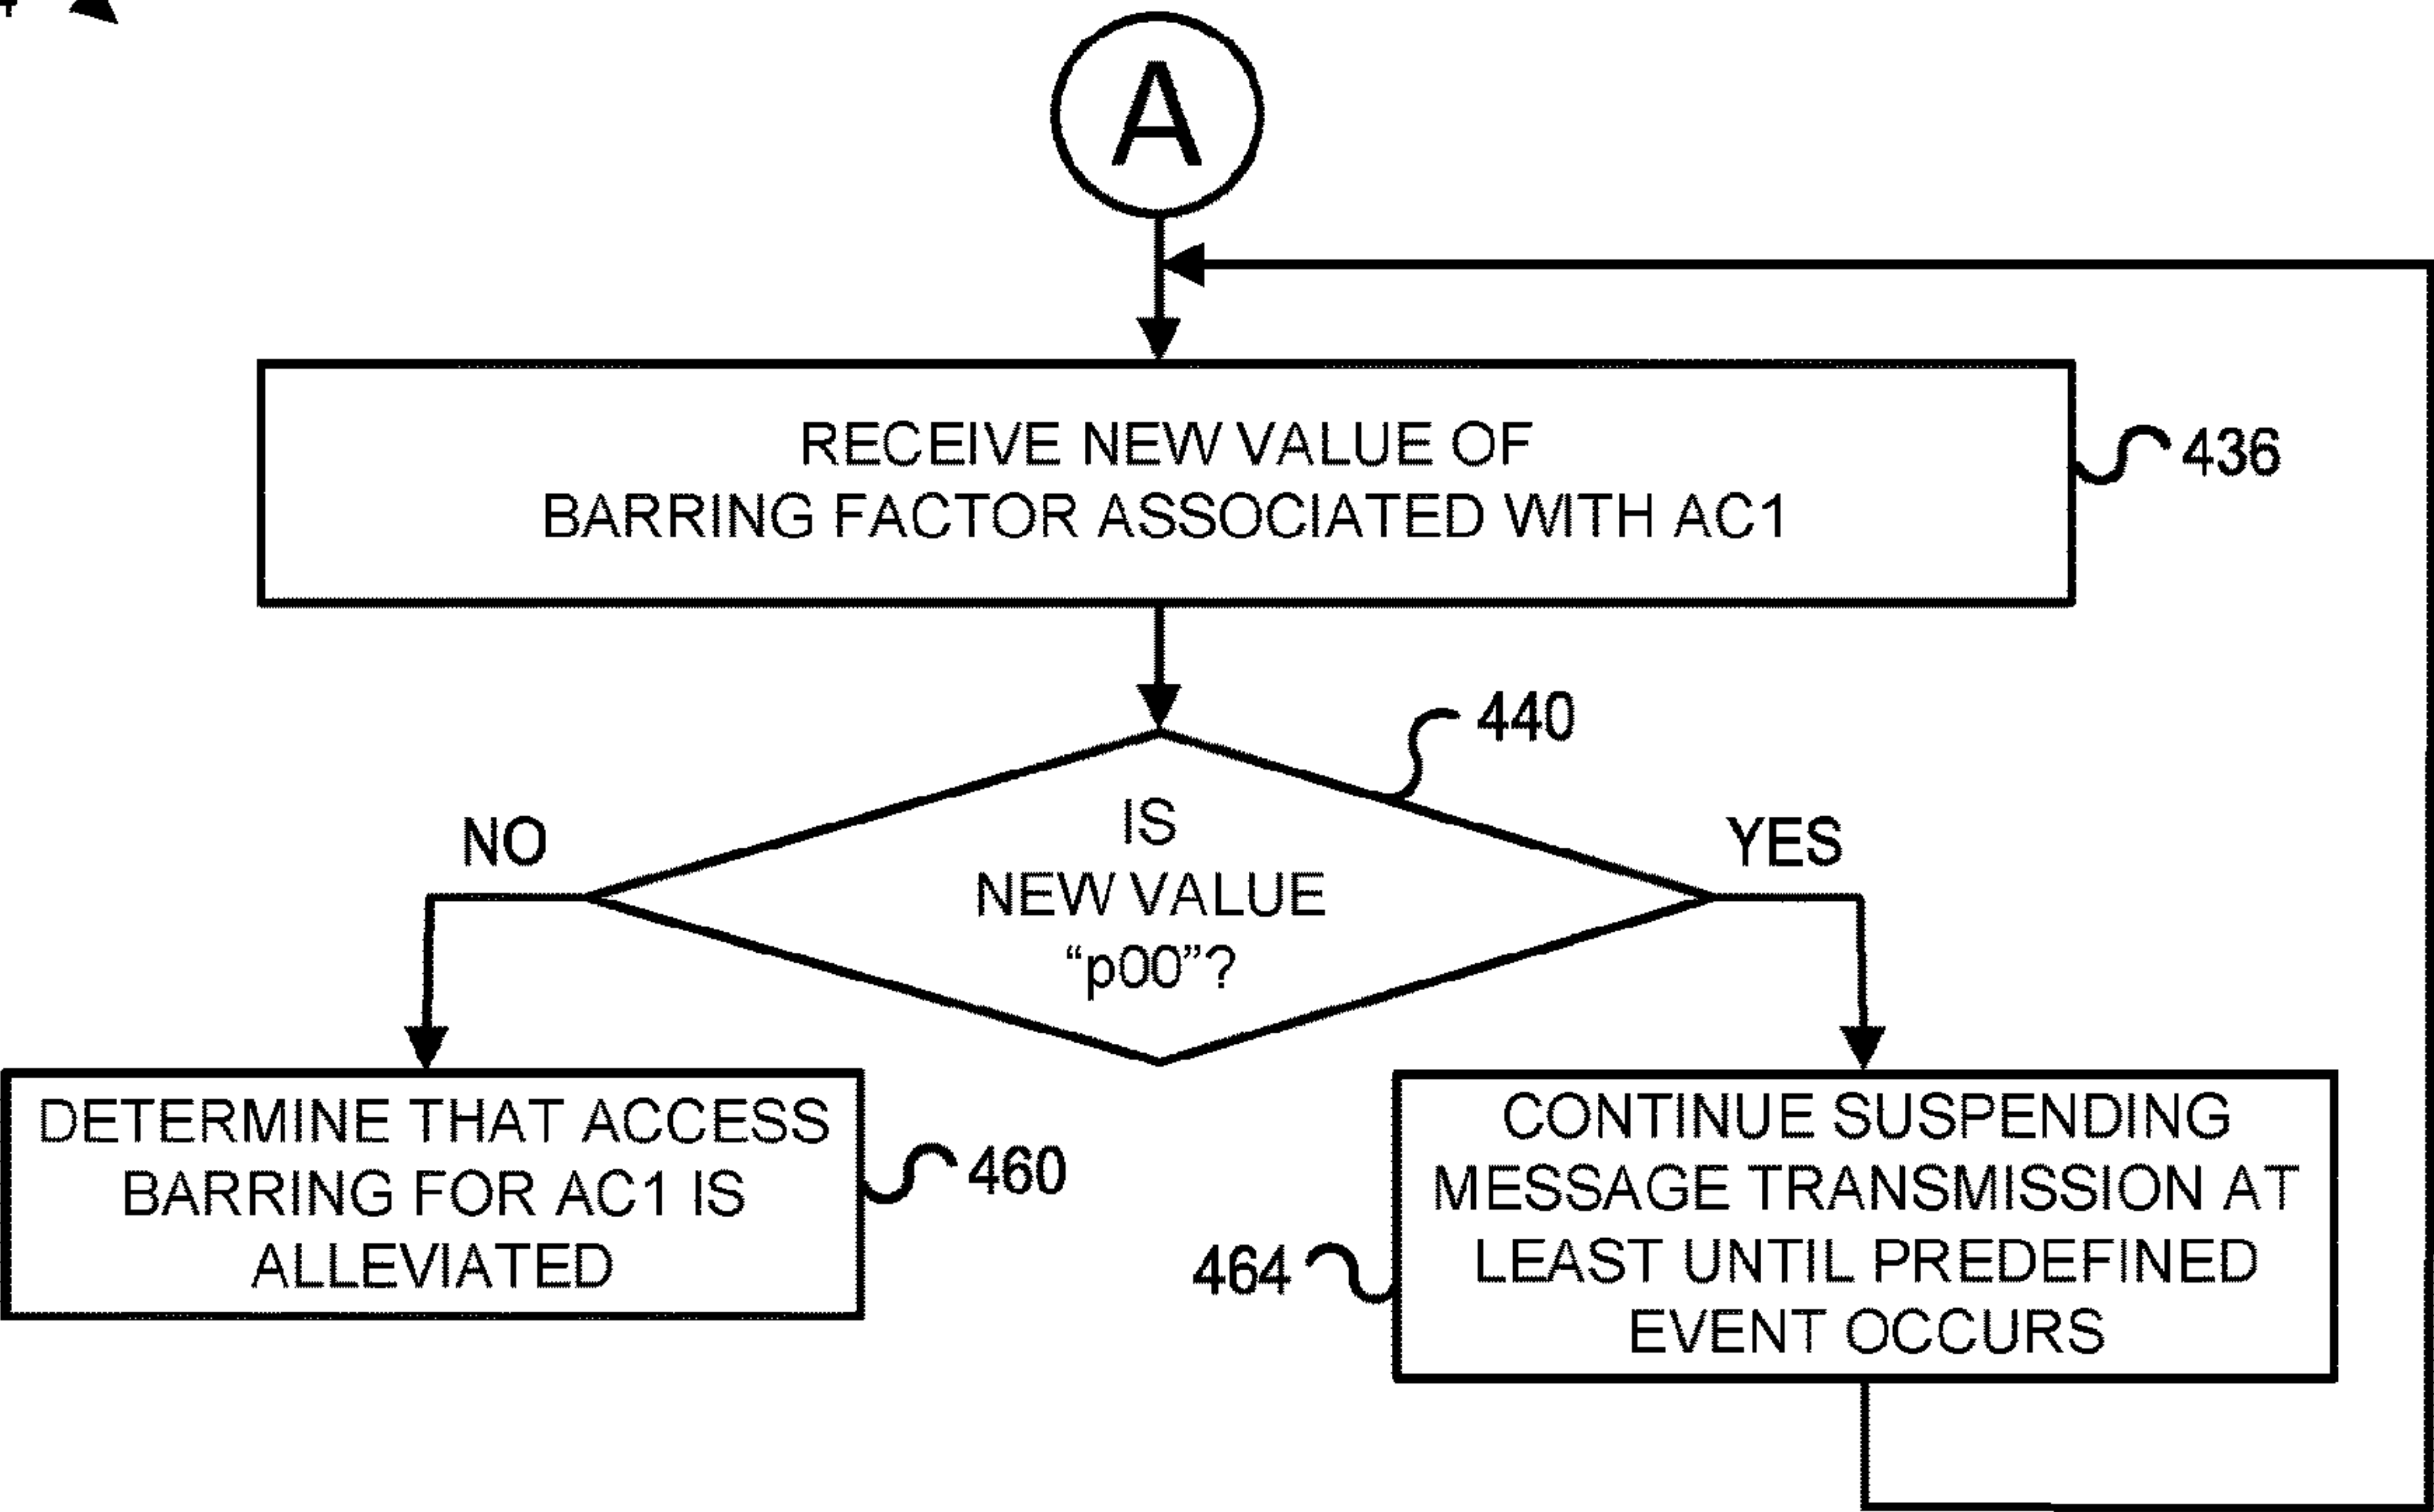 A
RECEIVE NEW VALUE OF
BARRING FACTOR ASSOCIATED WITH AC1
436
440
IS
NEW VALUE
“p00”?
NO
YES
DETERMINE THAT ACCESS
BARRING FOR AC1 IS
ALLEVIATED
460
CONTINUE SUSPENDING
MESSAGE TRANSMISSION AT
LEAST UNTIL PREDEFINED
EVENT OCCURS
464